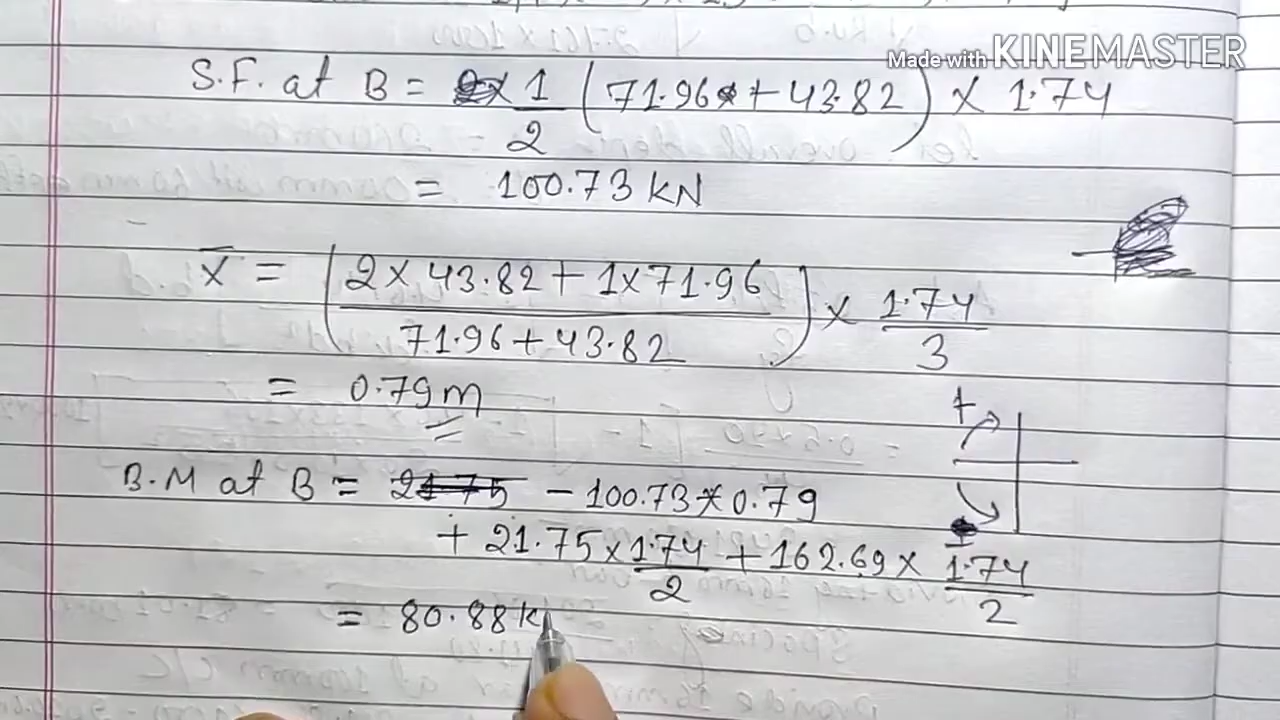 Made with KINEMASTER
S.F. at B = 1/2 (71.96 + 43.82) × 1.74
= 100.73 KN
x̄ = (2 × 43.82 + 1 × 71.96 / 71.96 + 43.82) × 1.74/3
= 0.79m
+
B.M at B = - 100.73 × 0.79
+ 21.75 × 1.74/2 + 162.69 × 1.74/2
= 80.88 K